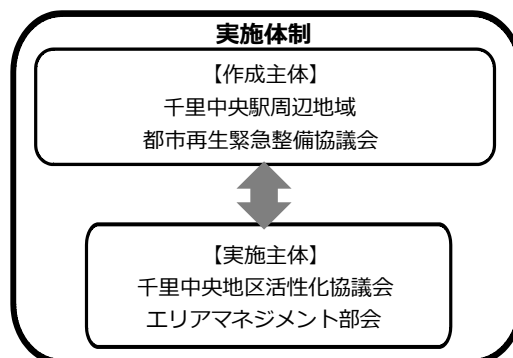 実施体制
【作成主体】
千里中央駅周辺地域
都市再生緊急整備協議会
【実施主体】
千里中央地区活性化協議会
エリアマネジメント部会